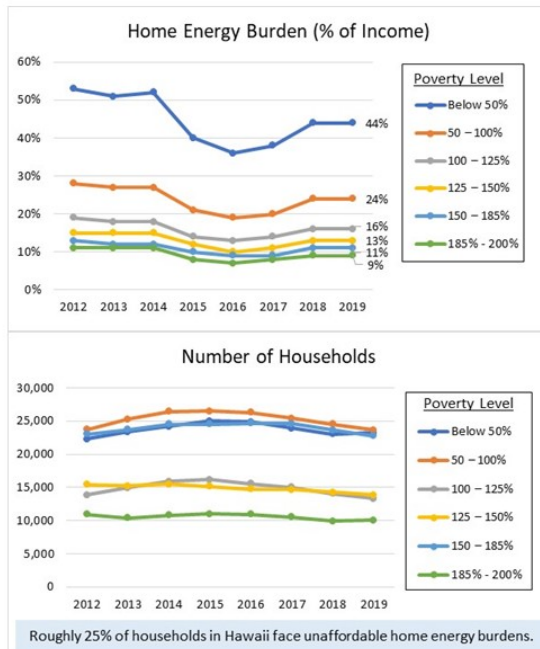 Home Energy Burden (% of Income)
60%
50%
40%
30%
20%
10%
0%
44%
24%
16%
13%
11%
9%
2012 2013 2014 2015 2016 2017 2018 2019
Poverty Level
Below 50%
50 – 100%
100 – 125%
125 – 150%
150 – 185%
185% - 200%
Number of Households
30,000
25,000
20,000
15,000
10,000
5,000
0
2012 2013 2014 2015 2016 2017 2018 2019
Poverty Level
Below 50%
50 – 100%
100 – 125%
125 – 150%
150 – 185%
185% - 200%
Roughly 25% of households in Hawaii face unaffordable home energy burdens.